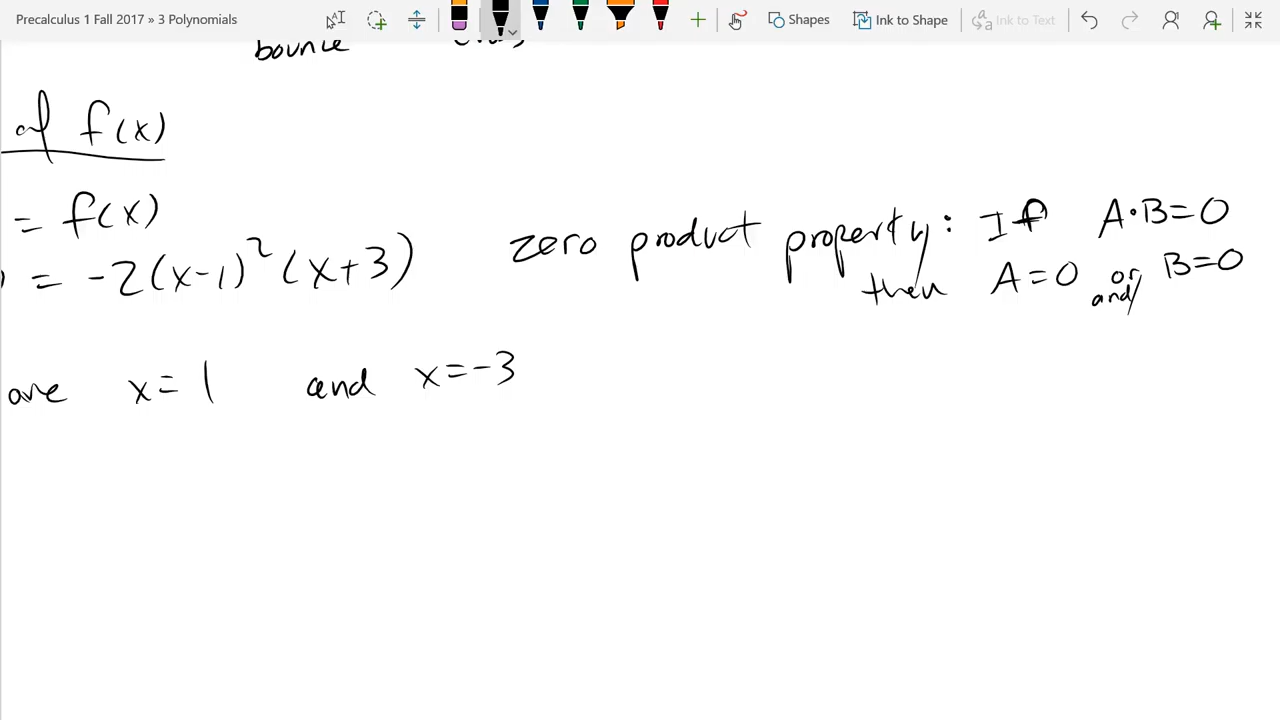 Precalculus 1 Fall 2017 » 3 Polynomials
Shapes
Ink to Shape
Ink to Text
bounce
of f(x)
= f(x)
) = -2(x-1)²(x+3)
zero product property: If A·B=0
then A=0 and/or B=0
are x=1 and x=-3